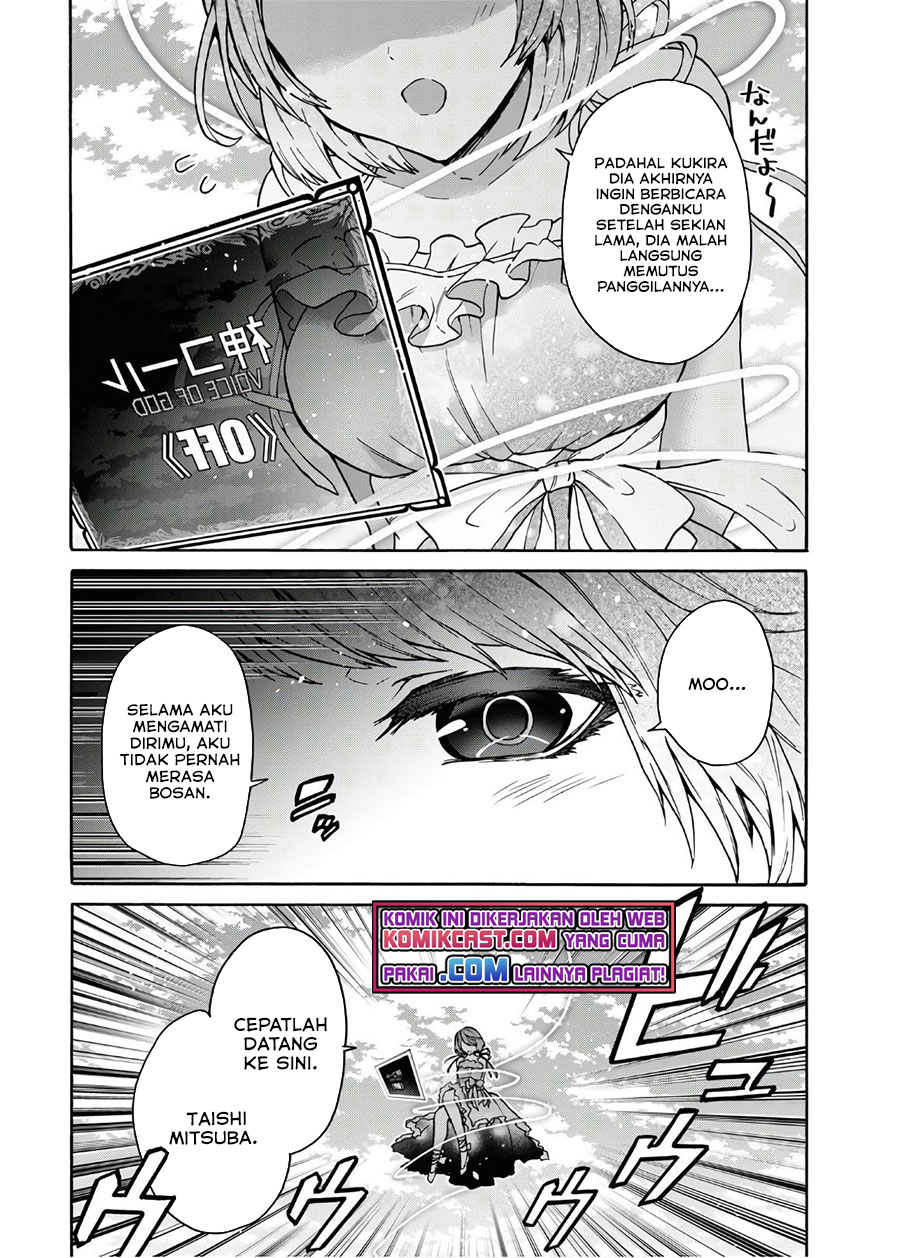 なんだよ～
PADAHAL KUKIRA
DIA AKHIRNYA
INGIN BERBICARA
DENGANKU
SETELAH SEKIAN
LAMA, DIA MALAH
LANGSUNG
MEMUTUS
PANGGILANNYA...
神コール
VOICE OF GOD
《OFF》
MOO...
SELAMA AKU
MENGAMATI
DIRIMU, AKU
TIDAK PERNAH
MERASA
BOSAN.
KOMIK INI DIKERJAKAN OLEH WEB
KOMIKCAST.COM YANG CUMA
PAKAI .COM LAINNYA PLAGIAT!
CEPATLAH
DATANG
KE SINI.
TAISHI
MITSUBA.
ビュウウウウ